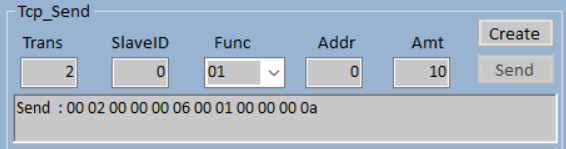 Tcp_Send
Trans SlaveID Func Addr Amt Create
2 0 01 0 10 Send
Send : 00 02 00 00 00 06 00 01 00 00 00 0a